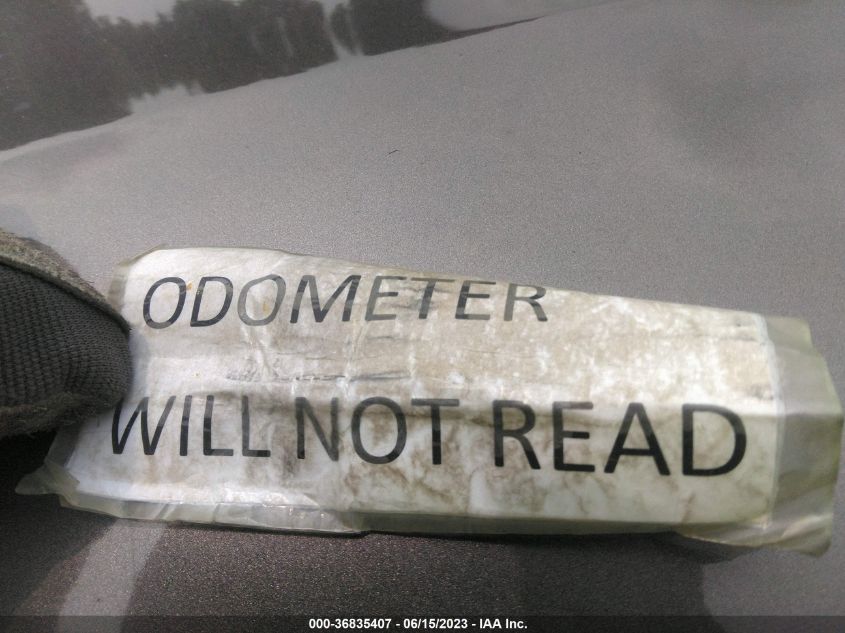 ODOMETER
WILL NOT READ
000-36835407 - 06/15/2023 - IAA Inc.